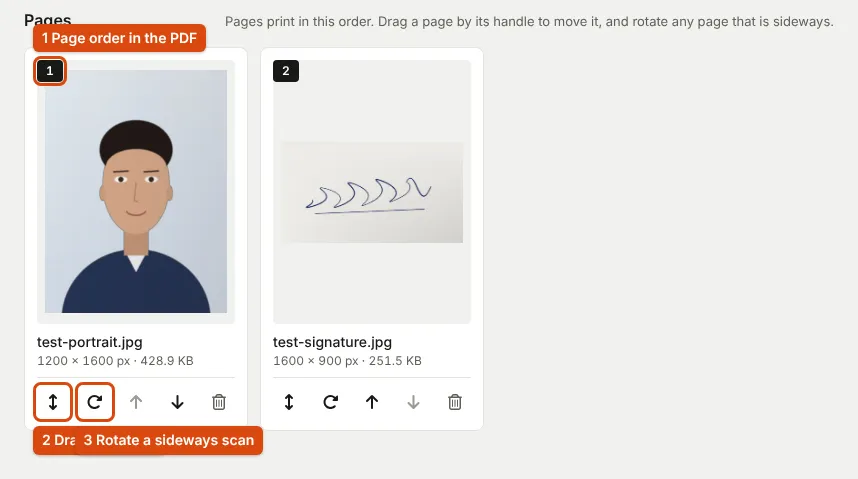 Pages
Pages print in this order. Drag a page by its handle to move it, and rotate any page that is sideways.
1 Page order in the PDF
1
2
test-portrait.jpg
1200 × 1600 px · 428.9 KB
test-signature.jpg
1600 × 900 px · 251.5 KB
2
3 Rotate a sideways scan